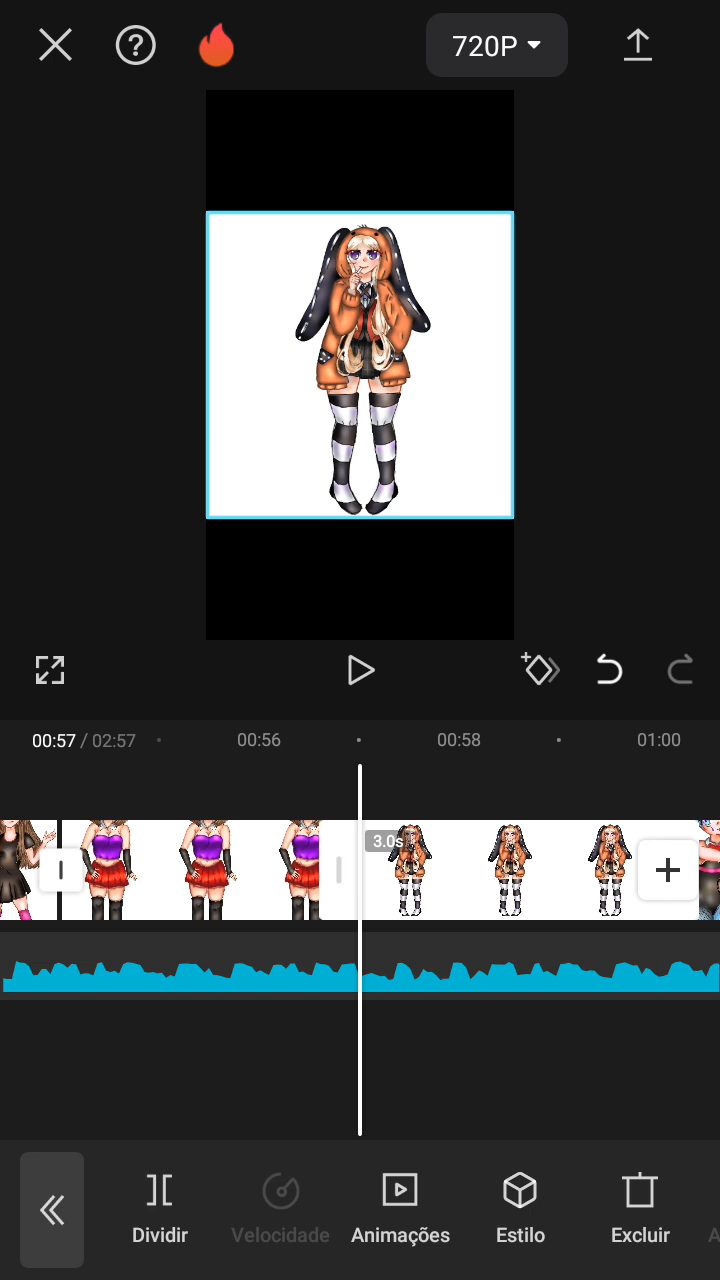 720P
00:57 / 02:57
00:56
00:58
01:00
3.0s
Dividir
Velocidade
Animações
Estilo
Excluir